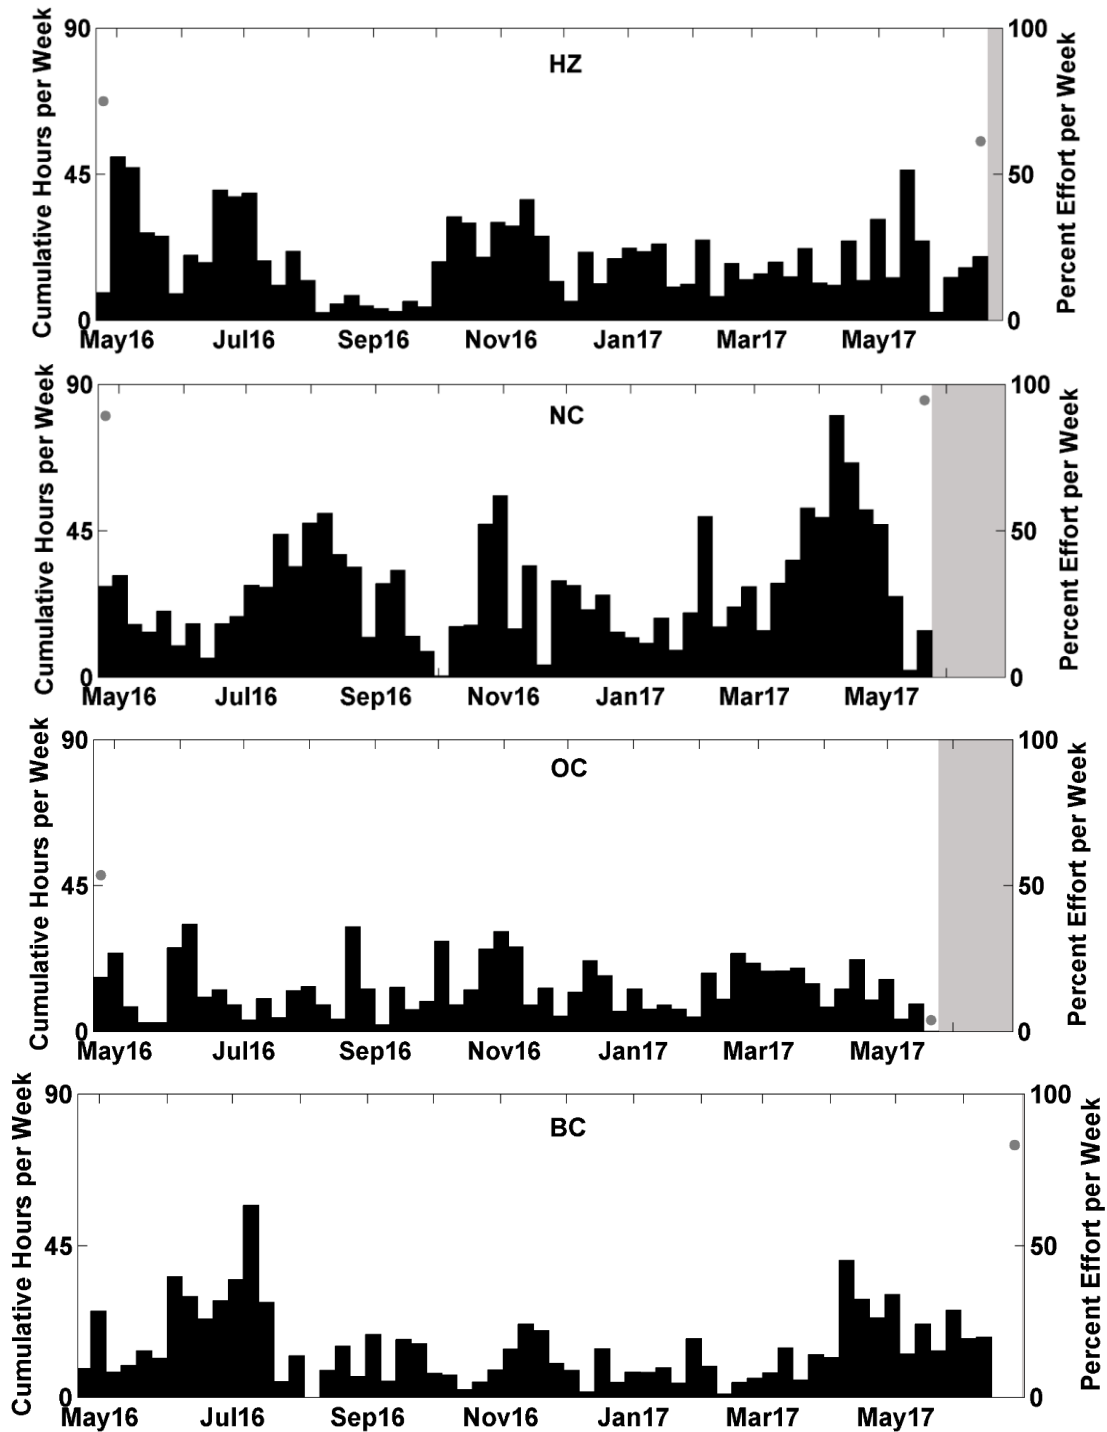 90
100
HZ
45
50
0
0
May16 Jul16 Sep16 Nov16 Jan17 Mar17 May17
Cumulative Hours per Week
Percent Effort per Week
90
100
NC
45
50
0
0
May16 Jul16 Sep16 Nov16 Jan17 Mar17 May17
Cumulative Hours per Week
Percent Effort per Week
90
100
OC
45
50
0
0
May16 Jul16 Sep16 Nov16 Jan17 Mar17 May17
Cumulative Hours per Week
Percent Effort per Week
90
100
BC
45
50
0
0
May16 Jul16 Sep16 Nov16 Jan17 Mar17 May17
Cumulative Hours per Week
Percent Effort per Week